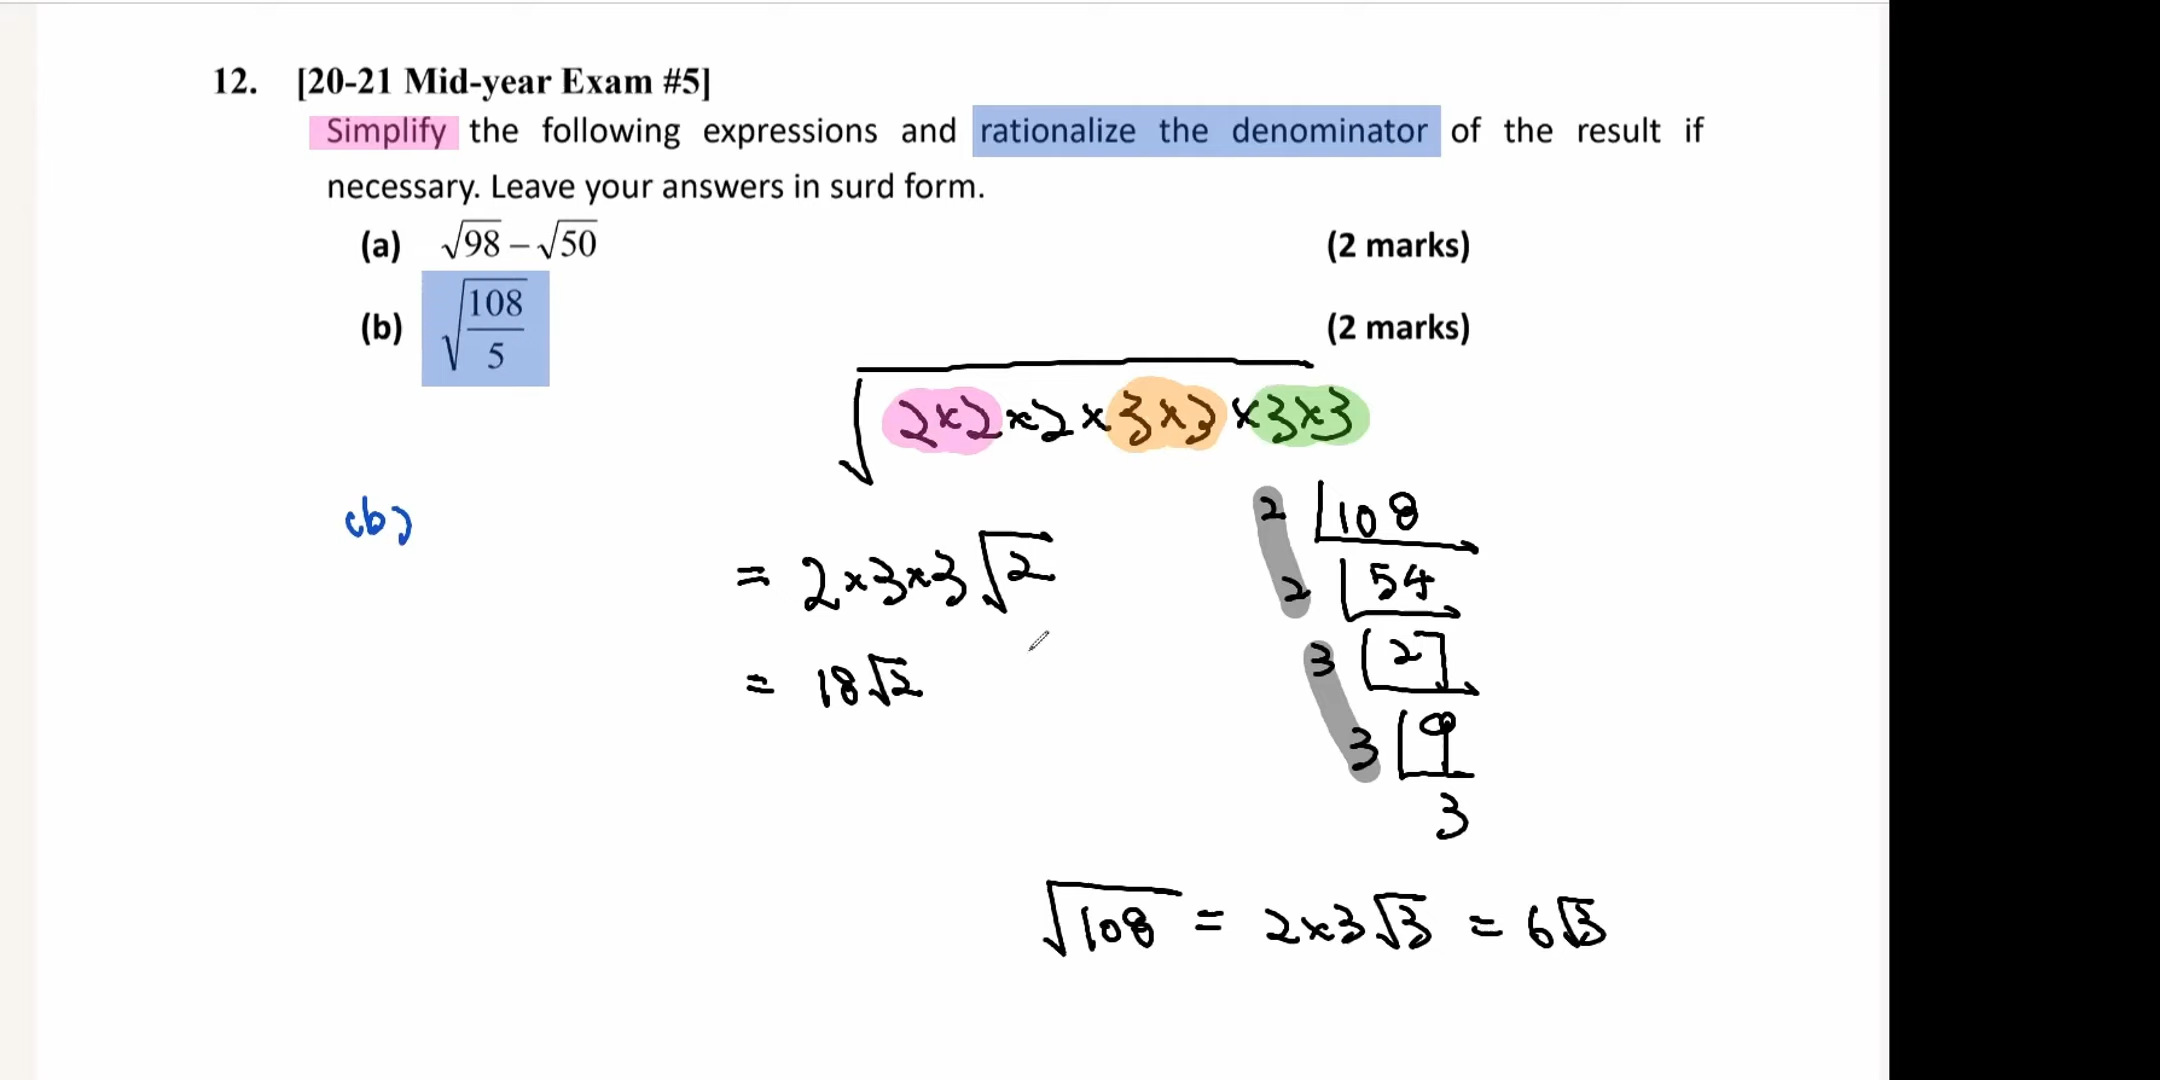 12. [20-21 Mid-year Exam #5]
Simplify the following expressions and rationalize the denominator of the result if
necessary. Leave your answers in surd form.
(a) √98 – √50 (2 marks)
(b) √(108/5) (2 marks)
√(2×2×2×3×3×3×3)
(b)
= 2×3×3√2
= 18√2
2 |108
2 |54
3 |27
3 |9
3
√108 = 2×3√3 = 6√3